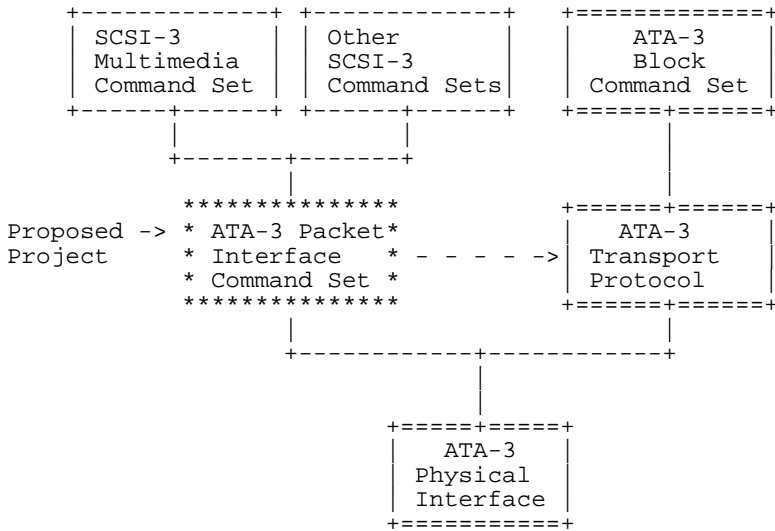 SCSI-3
Multimedia
Command Set
Other
SCSI-3
Command Sets
ATA-3
Block
Command Set
Proposed ->
Project
ATA-3 Packet
Interface
Command Set
ATA-3
Transport
Protocol
ATA-3
Physical
Interface